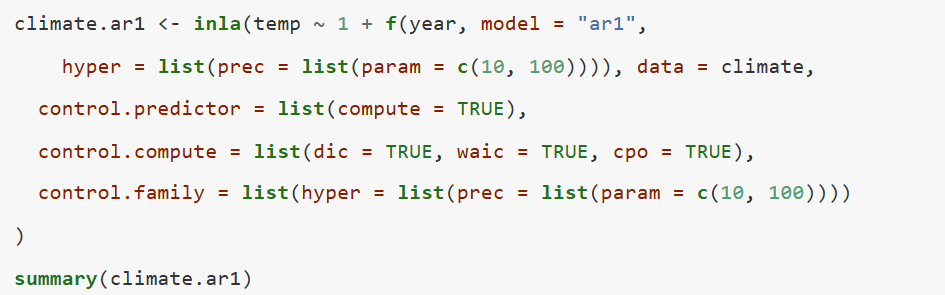 climate.ar1 <- inla(temp ~ 1 + f(year, model = "ar1",
hyper = list(prec = list(param = c(10, 100)))), data = climate,
control.predictor = list(compute = TRUE),
control.compute = list(dic = TRUE, waic = TRUE, cpo = TRUE),
control.family = list(hyper = list(prec = list(param = c(10, 100))))
)
summary(climate.ar1)